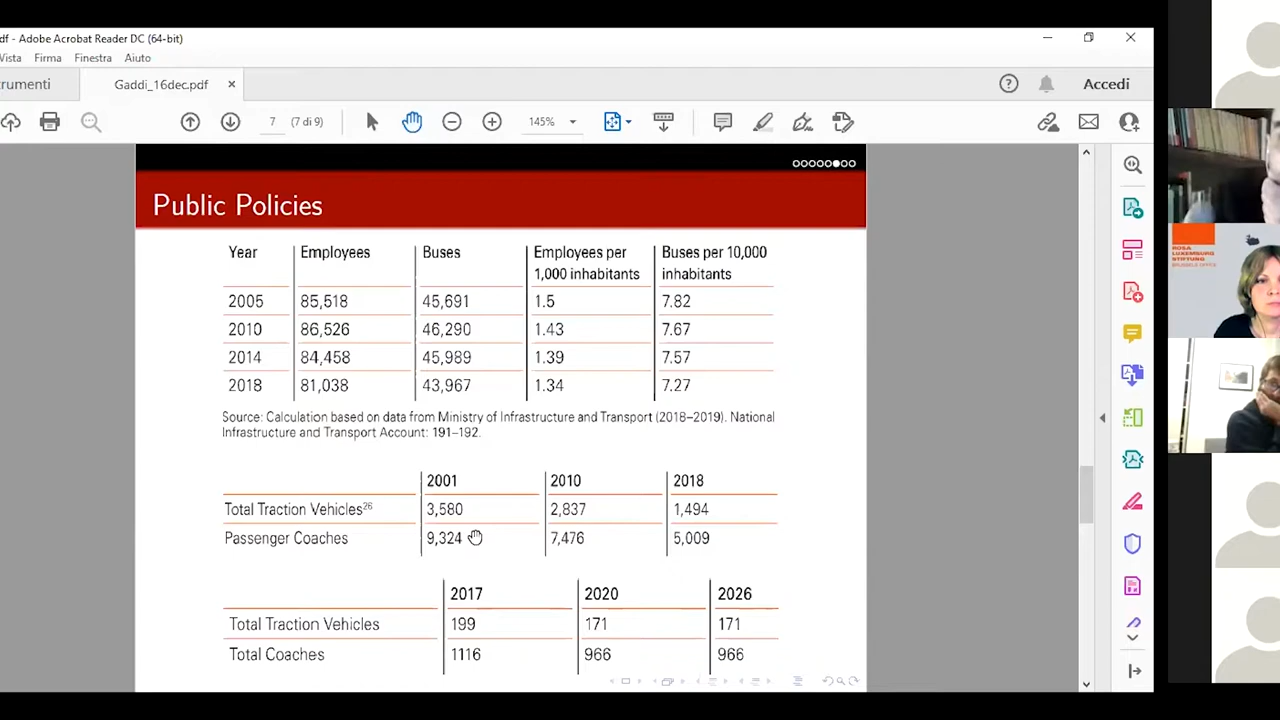 df - Adobe Acrobat Reader DC (64-bit)
Vista Firma Finestra Aiuto
trumenti Gaddi_16dec.pdf × Accedi
7 (7 di 9) 145%
Public Policies
Year Employees Buses Employees per 1,000 inhabitants Buses per 10,000 inhabitants
2005 85,518 45,691 1.5 7.82
2010 86,526 46,290 1.43 7.67
2014 84,458 45,989 1.39 7.57
2018 81,038 43,967 1.34 7.27
Source: Calculation based on data from Ministry of Infrastructure and Transport (2018–2019). National
Infrastructure and Transport Account: 191–192.
2001 2010 2018
Total Traction Vehicles26 3,580 2,837 1,494
Passenger Coaches 9,324 7,476 5,009
2017 2020 2026
Total Traction Vehicles 199 171 171
Total Coaches 1116 966 966
ROSA
LUXEMBURG
STIFTUNG
BRUSSELS OFFICE